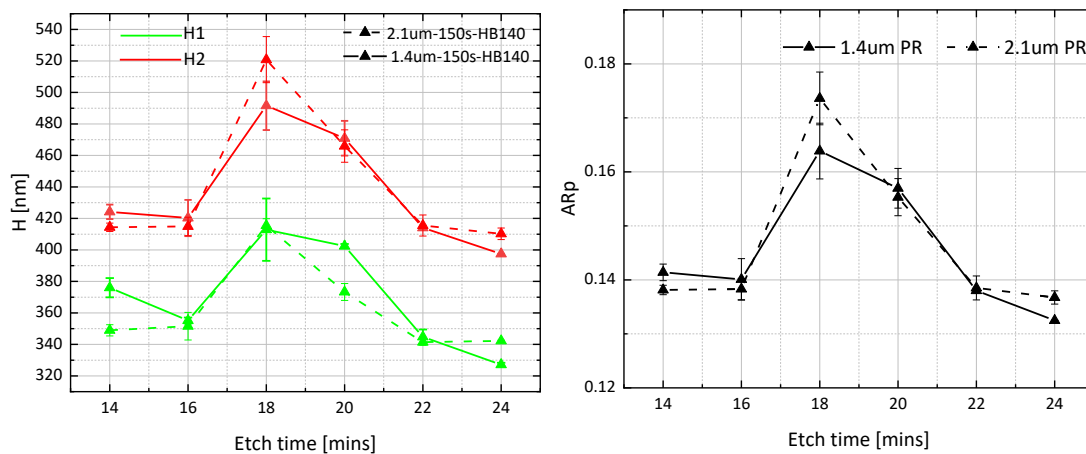 540
520
500
480
460
440
420
400
380
360
340
320
H [nm]
14 16 18 20 22 24
Etch time [mins]
H1
H2
2.1um-150s-HB140
1.4um-150s-HB140
0.18
0.16
0.14
0.12
ARp
14 16 18 20 22 24
Etch time [mins]
1.4um PR 2.1um PR